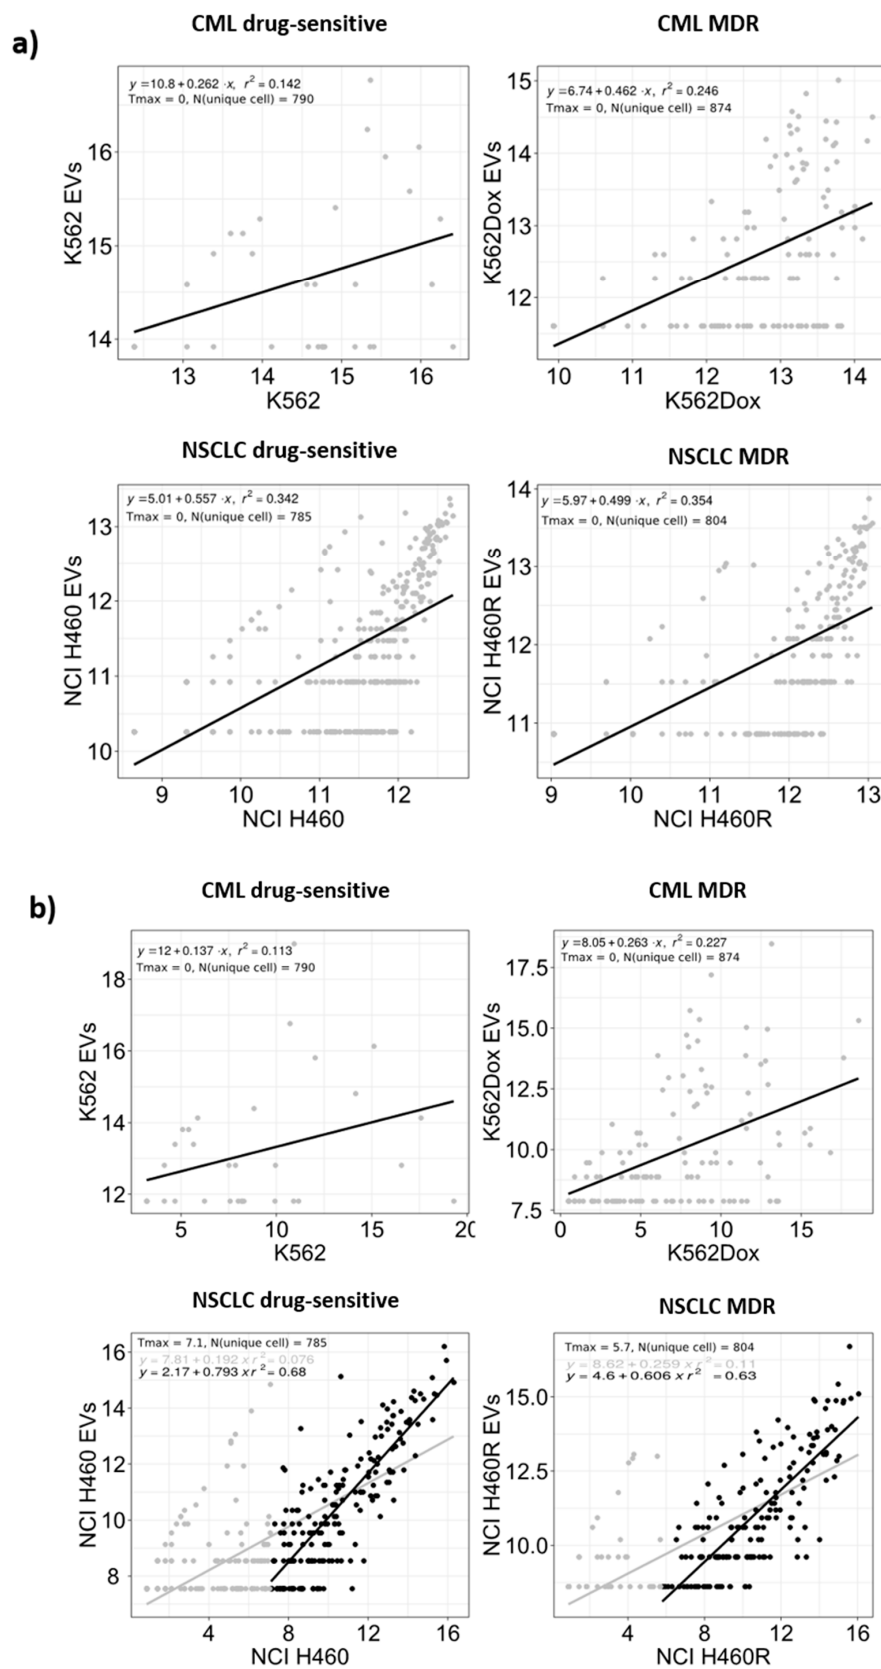 a)
CML drug-sensitive
y =10.8 + 0.262 ·x, r² = 0.142
Tmax = 0, N(unique cell) = 790
K562 EVs
16
15
14
13 14 15 16
K562
CML MDR
y =6.74 + 0.462 ·x, r² = 0.246
Tmax = 0, N(unique cell) = 874
K562Dox EVs
15
14
13
12
10 11 12 13 14
K562Dox
NSCLC drug-sensitive
y =5.01 + 0.557 ·x, r² = 0.342
Tmax = 0, N(unique cell) = 785
NCI H460 EVs
13
12
11
10
9 10 11 12
NCI H460
NSCLC MDR
y =5.97 + 0.499 ·x, r² = 0.354
Tmax = 0, N(unique cell) = 804
NCI H460R EVs
14
13
12
11
9 10 11 12 13
NCI H460R
b)
CML drug-sensitive
y =12 + 0.137 ·x, r² = 0.113
Tmax = 0, N(unique cell) = 790
K562 EVs
18
16
14
12
5 10 15 20
K562
CML MDR
y =8.05 + 0.263 ·x, r² = 0.227
Tmax = 0, N(unique cell) = 874
K562Dox EVs
17.5
15.0
12.5
10.0
7.5
0 5 10 15
K562Dox
NSCLC drug-sensitive
Tmax = 7.1, N(unique cell) = 785
y = 7.81 + 0.192 x r² = 0.076
y = 2.17 + 0.793 x r² = 0.68
NCI H460 EVs
16
14
12
10
8
4 8 12 16
NCI H460
NSCLC MDR
Tmax = 5.7, N(unique cell) = 804
y = 8.62 + 0.259 x r² = 0.11
y = 4.6 + 0.606 x r² = 0.63
NCI H460R EVs
15.0
12.5
10.0
4 8 12 16
NCI H460R